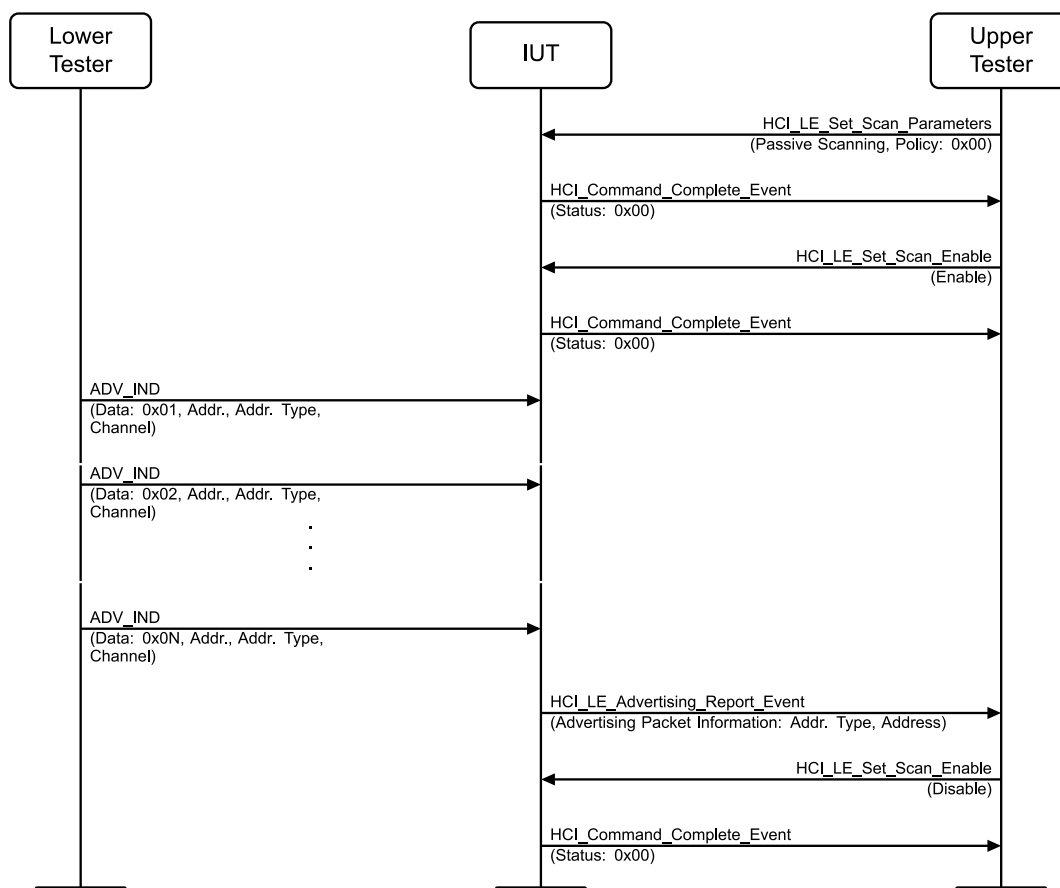 Lower
Tester
IUT
Upper
Tester
HCI_LE_Set_Scan_Parameters
(Passive Scanning, Policy: 0x00)
HCI_Command_Complete_Event
(Status: 0x00)
HCI_LE_Set_Scan_Enable
(Enable)
HCI_Command_Complete_Event
(Status: 0x00)
ADV_IND
(Data: 0x01, Addr., Addr. Type,
Channel)
ADV_IND
(Data: 0x02, Addr., Addr. Type,
Channel)
.
.
.
ADV_IND
(Data: 0x0N, Addr., Addr. Type,
Channel)
HCI_LE_Advertising_Report_Event
(Advertising Packet Information: Addr. Type, Address)
HCI_LE_Set_Scan_Enable
(Disable)
HCI_Command_Complete_Event
(Status: 0x00)